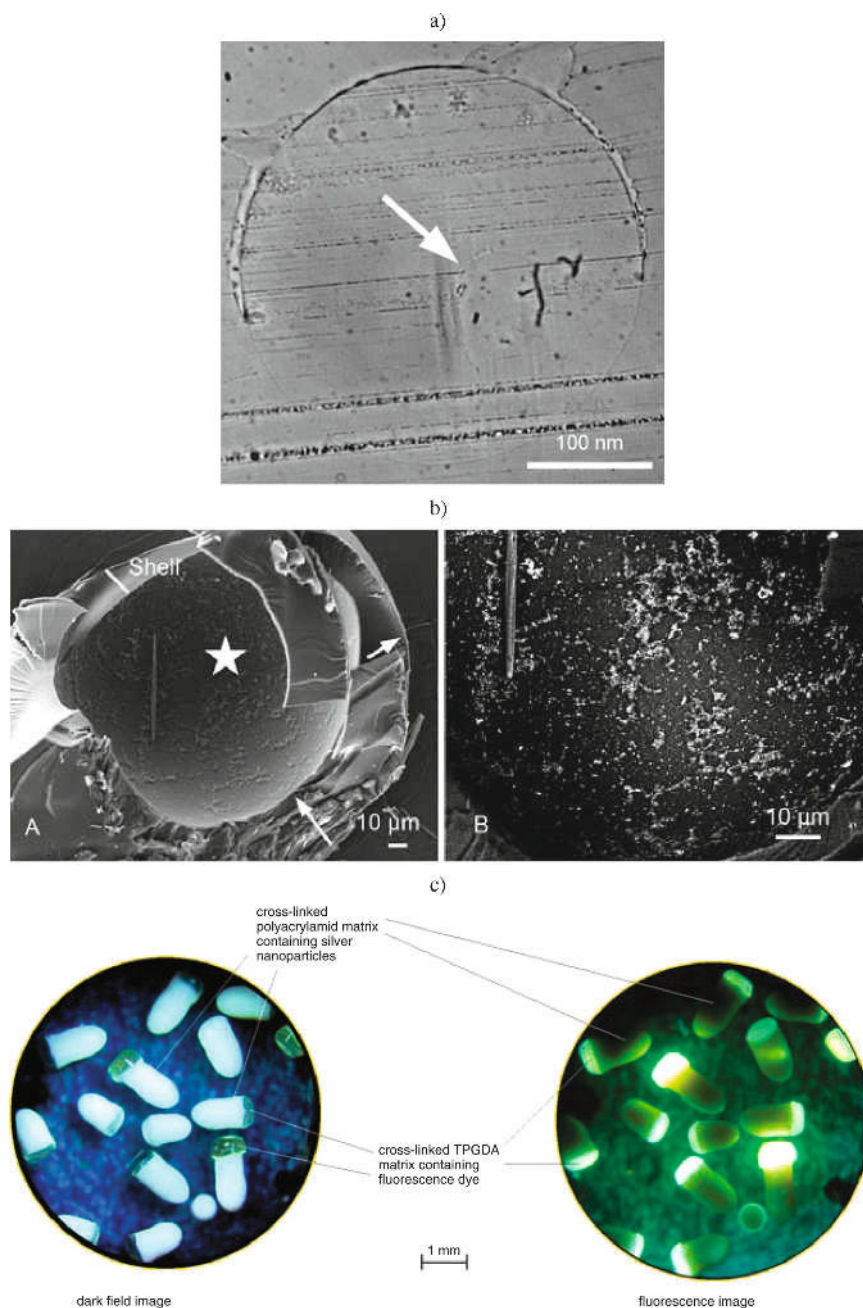 a)
100 nm
b)
Shell
A
10 µm
B
10 µm
c)
cross-linked
polyacrylamid matrix
containing silver
nanoparticles
cross-linked TPGDA
matrix containing
fluorescence dye
1 mm
dark field image
fluorescence image